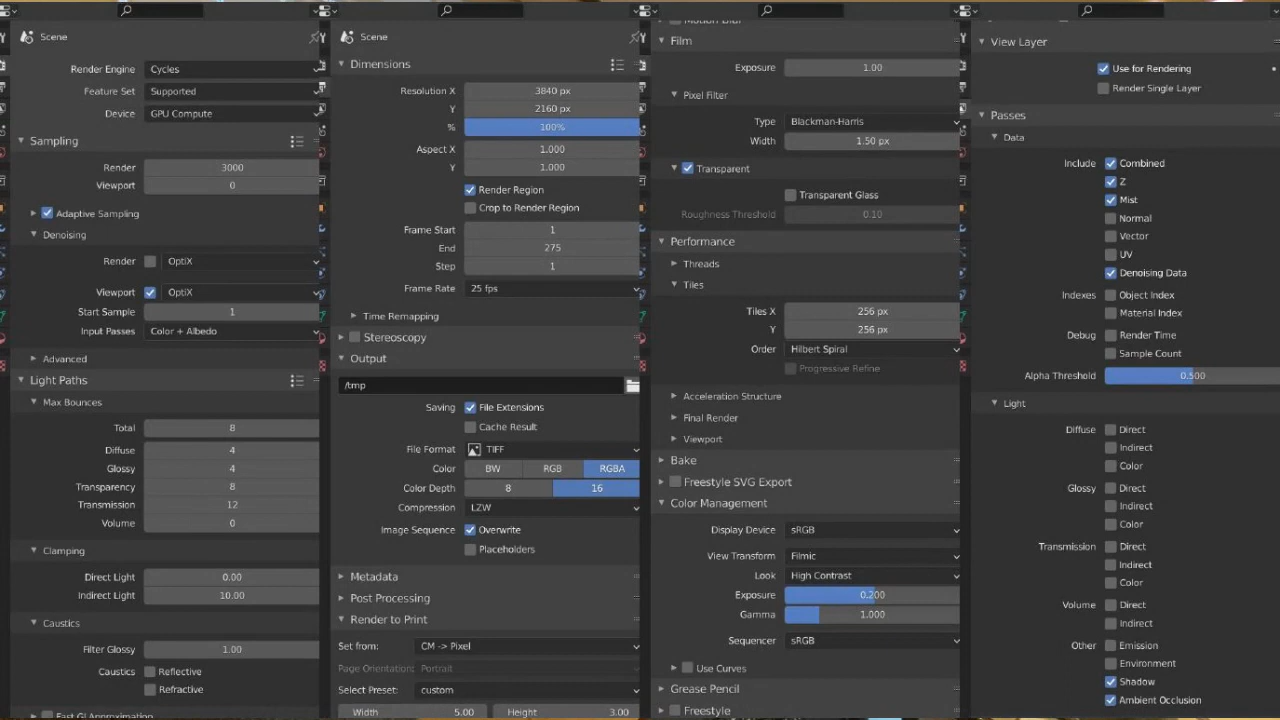 Scene
Render Engine Cycles
Feature Set Supported
Device GPU Compute
Sampling
Render 3000
Viewport 0
Adaptive Sampling
Denoising
Render OptiX
Viewport OptiX
Start Sample 1
Input Passes Color + Albedo
Advanced
Light Paths
Max Bounces
Total 8
Diffuse 4
Glossy 4
Transparency 8
Transmission 12
Volume 0
Clamping
Direct Light 0.00
Indirect Light 10.00
Caustics
Filter Glossy 1.00
Caustics Reflective
Refractive
Fast GI Approximation
Scene
Dimensions
Resolution X 3840 px
Y 2160 px
% 100%
Aspect X 1.000
Y 1.000
Render Region
Crop to Render Region
Frame Start 1
End 275
Step 1
Frame Rate 25 fps
Time Remapping
Stereoscopy
Output
/tmp
Saving File Extensions
Cache Result
File Format TIFF
Color BW RGB RGBA
Color Depth 8 16
Compression LZW
Image Sequence Overwrite
Placeholders
Metadata
Post Processing
Render to Print
Set from: CM -> Pixel
Page Orientation: Portrait
Select Preset: custom
Width 5.00 Height 3.00
Motion Blur
Film
Exposure 1.00
Pixel Filter
Type Blackman-Harris
Width 1.50 px
Transparent
Transparent Glass
Roughness Threshold 0.10
Performance
Threads
Tiles
Tiles X 256 px
Y 256 px
Order Hilbert Spiral
Progressive Refine
Acceleration Structure
Final Render
Viewport
Bake
Freestyle SVG Export
Color Management
Display Device sRGB
View Transform Filmic
Look High Contrast
Exposure 0.200
Gamma 1.000
Sequencer sRGB
Use Curves
Grease Pencil
Freestyle
View Layer
Use for Rendering
Render Single Layer
Passes
Data
Include Combined
Z
Mist
Normal
Vector
UV
Denoising Data
Indexes Object Index
Material Index
Debug Render Time
Sample Count
Alpha Threshold 0.500
Light
Diffuse Direct
Indirect
Color
Glossy Direct
Indirect
Color
Transmission Direct
Indirect
Color
Volume Direct
Indirect
Other Emission
Environment
Shadow
Ambient Occlusion